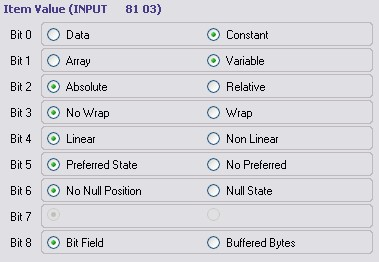 Item Value (INPUT 81 03)
Bit 0 Data Constant
Bit 1 Array Variable
Bit 2 Absolute Relative
Bit 3 No Wrap Wrap
Bit 4 Linear Non Linear
Bit 5 Preferred State No Preferred
Bit 6 No Null Position Null State
Bit 7
Bit 8 Bit Field Buffered Bytes